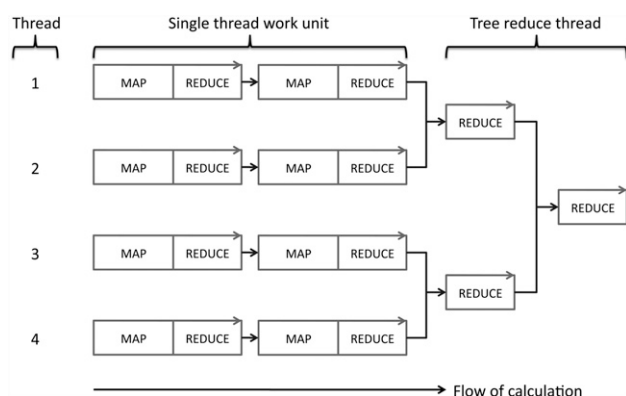 Thread Single thread work unit Tree reduce thread
1 MAP REDUCE MAP REDUCE
REDUCE
2 MAP REDUCE MAP REDUCE
REDUCE
3 MAP REDUCE MAP REDUCE
REDUCE
4 MAP REDUCE MAP REDUCE
Flow of calculation